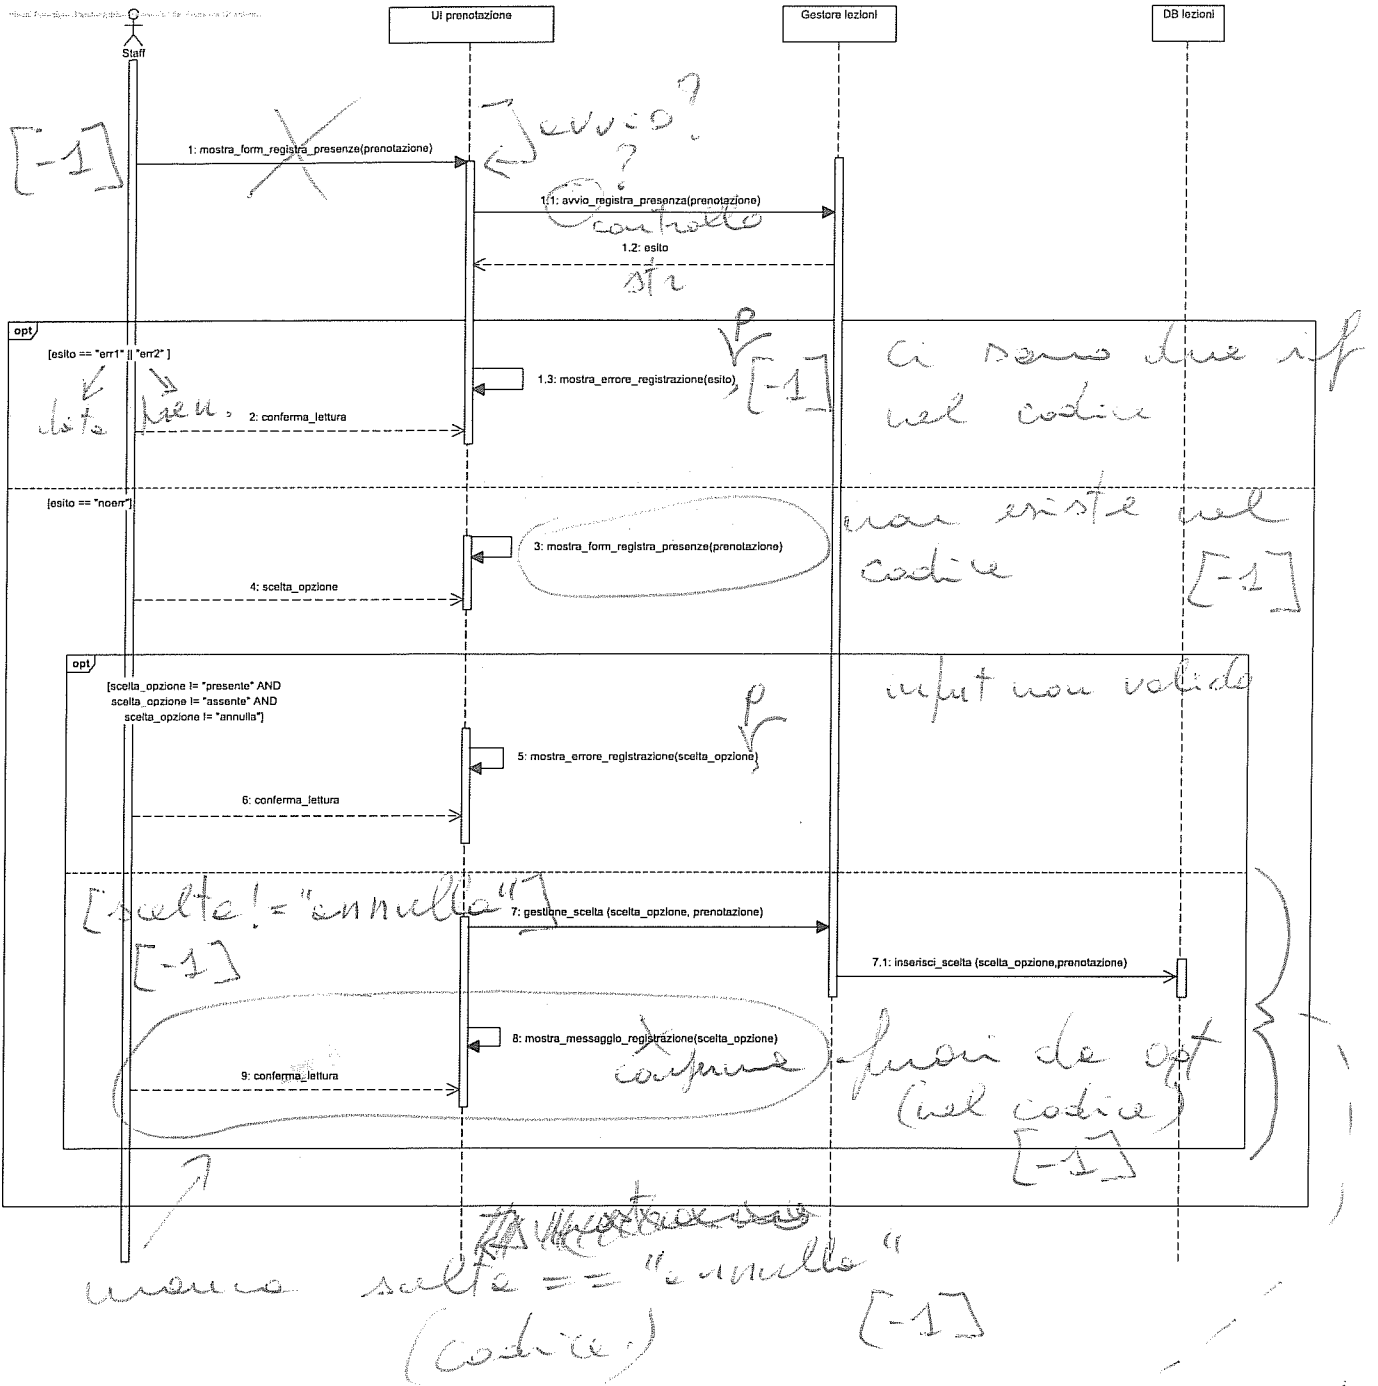 UI prenotazione
Gestore lezioni
DB lezioni
Staff
[-1]
avvio?
1: mostra_form_registra_presenze(prenotazione)
?
1.1: avvio_registra_presenza(prenotazione)
controllo
1.2: esito
str
opt
P
[esito == "err1" || "err2" ]
ci sono due if
nel codice
1.3: mostra_errore_registrazione(esito)
[-1]
data pren.
2: conferma_lettura
[esito == "noerr"]
non esiste nel
codice
[-1]
3: mostra_form_registra_presenze(prenotazione)
4: scelta_opzione
opt
input non valido
[scelta_opzione != "presente" AND
scelta_opzione != "assente" AND
scelta_opzione != "annulla"]
P
5: mostra_errore_registrazione(scelta_opzione)
6: conferma_lettura
[scelta != "annulla"]
[-1]
7: gestione_scelta (scelta_opzione, prenotazione)
7.1: inserisci_scelta (scelta_opzione,prenotazione)
8: mostra_messaggio_registrazione(scelta_opzione)
conferma
fuori da opt
(nel codice)
[-1]
9: conferma_lettura
manca scelta == "annulla"
(codice)
[-1]